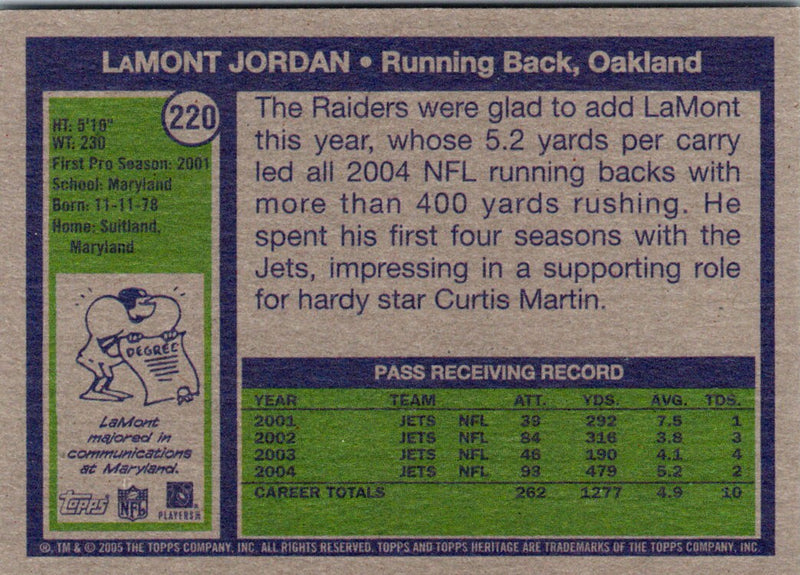 LAMONT JORDAN • Running Back, Oakland
220
HT: 5'10"
WT: 230
First Pro Season: 2001
School: Maryland
Born: 11-11-78
Home: Suitland,
Maryland
DEGREE
LaMont
majored in
communications
at Maryland.
Topps NFL PLAYERS INC
The Raiders were glad to add LaMont
this year, whose 5.2 yards per carry
led all 2004 NFL running backs with
more than 400 yards rushing. He
spent his first four seasons with the
Jets, impressing in a supporting role
for hardy star Curtis Martin.
PASS RECEIVING RECORD
YEAR TEAM ATT. YDS. AVG. TDS.
2001 JETS NFL 39 292 7.5 1
2002 JETS NFL 84 316 3.8 3
2003 JETS NFL 46 190 4.1 4
2004 JETS NFL 93 479 5.2 2
CAREER TOTALS 262 1277 4.9 10
®, TM & © 2005 THE TOPPS COMPANY, INC. ALL RIGHTS RESERVED. TOPPS AND TOPPS HERITAGE ARE TRADEMARKS OF THE TOPPS COMPANY, INC.